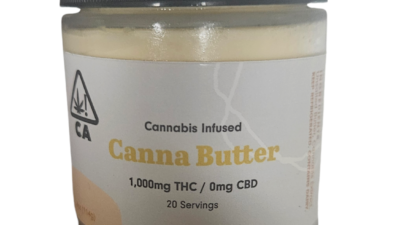 CA
Cannabis Infused
Canna Butter
1,000mg THC / 0mg CBD
20 Servings